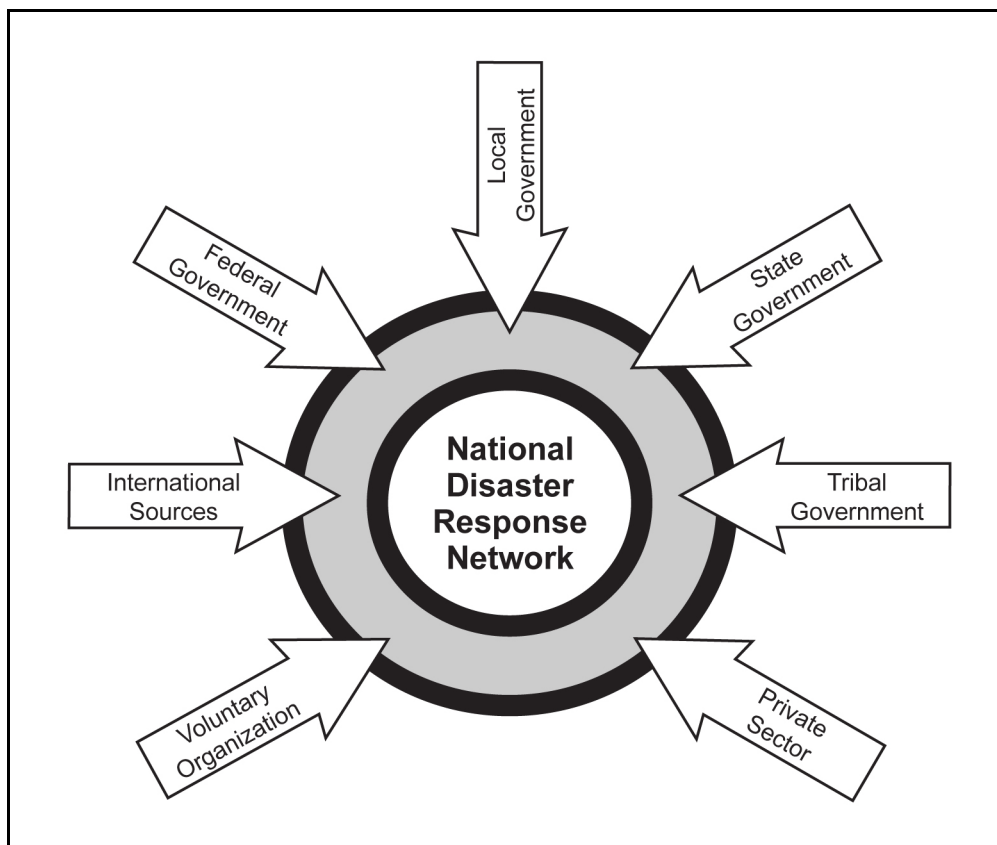 Local
Government
Federal
Government
State
Government
International
Sources
National
Disaster
Response
Network
Tribal
Government
Voluntary
Organization
Private
Sector